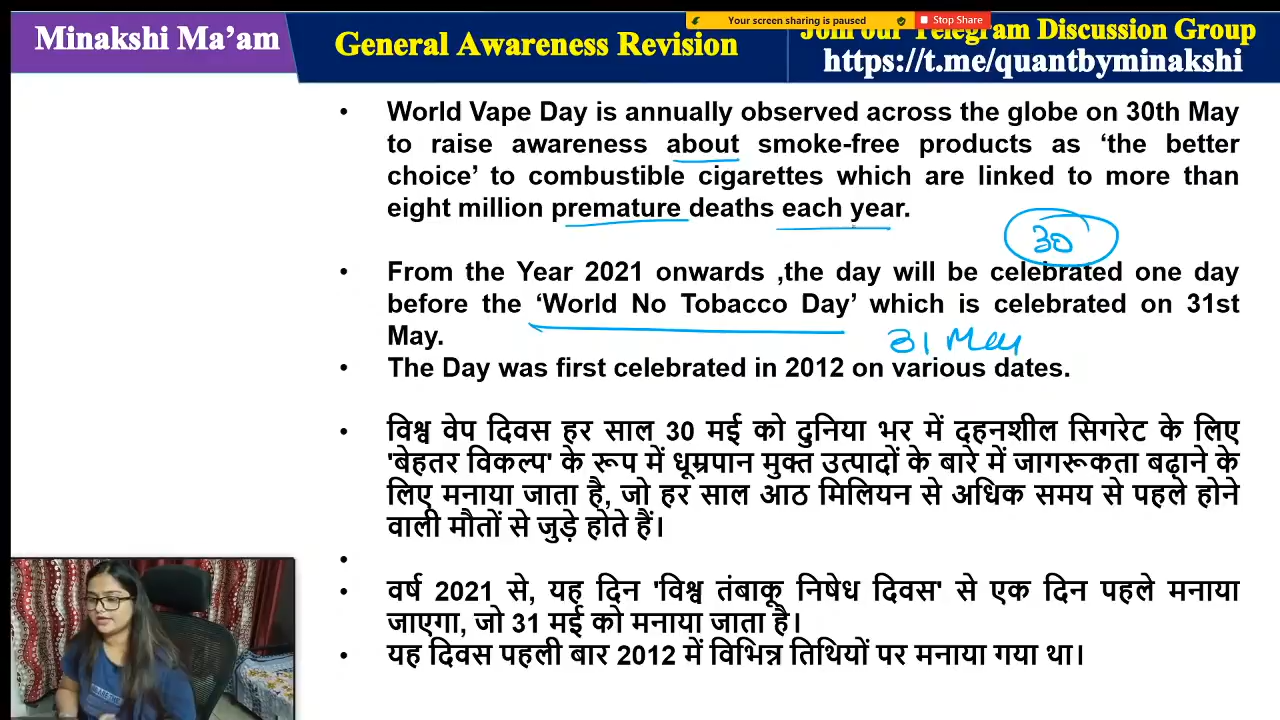 Your screen sharing is paused
Stop Share
Minakshi Ma’am
General Awareness Revision
Join our Telegram Discussion Group
https://t.me/quantbyminakshi
• World Vape Day is annually observed across the globe on 30th May
to raise awareness about smoke-free products as ‘the better
choice’ to combustible cigarettes which are linked to more than
eight million premature deaths each year.
30
• From the Year 2021 onwards ,the day will be celebrated one day
before the ‘World No Tobacco Day’ which is celebrated on 31st
May.
31 May
• The Day was first celebrated in 2012 on various dates.
• विश्व वेप दिवस हर साल 30 मई को दुनिया भर में दहनशील सिगरेट के लिए
'बेहतर विकल्प' के रूप में धूम्रपान मुक्त उत्पादों के बारे में जागरूकता बढ़ाने के
लिए मनाया जाता है, जो हर साल आठ मिलियन से अधिक समय से पहले होने
वाली मौतों से जुड़े होते हैं।
•
• वर्ष 2021 से, यह दिन 'विश्व तंबाकू निषेध दिवस' से एक दिन पहले मनाया
जाएगा, जो 31 मई को मनाया जाता है।
• यह दिवस पहली बार 2012 में विभिन्न तिथियों पर मनाया गया था।